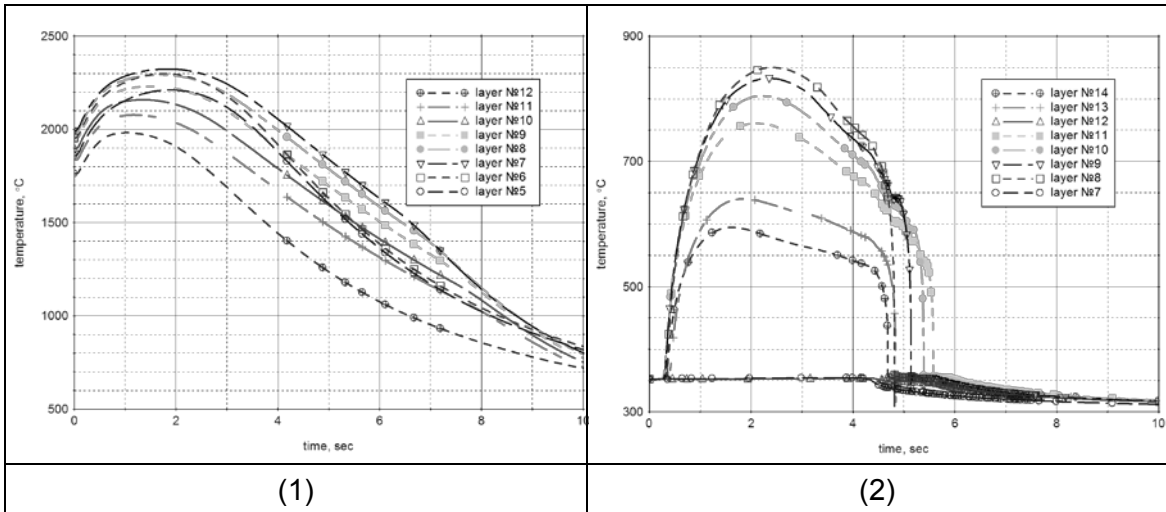 2500
2000
1500
1000
500
temperature, °C
0
2
4
6
8
10
time, sec
layer №12
layer №11
layer №10
layer №9
layer №8
layer №7
layer №6
layer №5
900
700
500
300
temperature, °C
0
2
4
6
8
10
time, sec
layer №14
layer №13
layer №12
layer №11
layer №10
layer №9
layer №8
layer №7
(1)
(2)